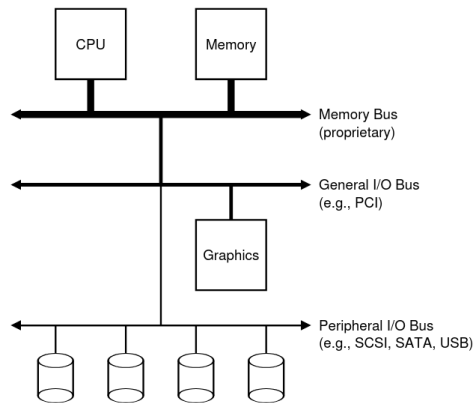 CPU
Memory
Memory Bus
(proprietary)
General I/O Bus
(e.g., PCI)
Graphics
Peripheral I/O Bus
(e.g., SCSI, SATA, USB)